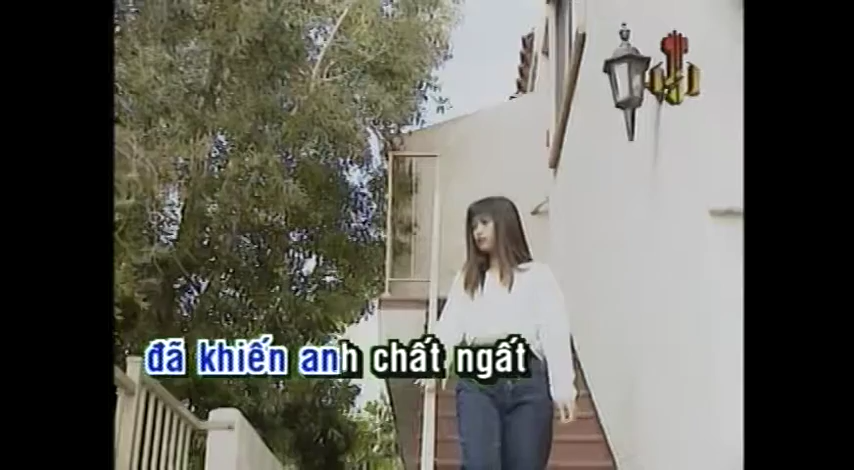 đã khiến anh chất ngất